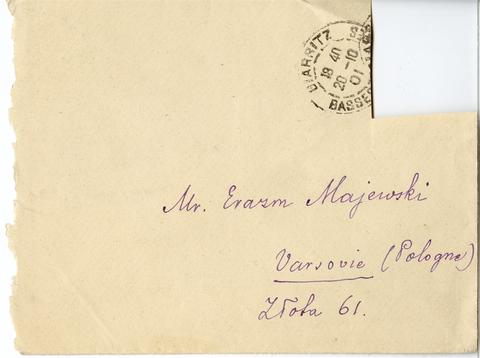 BIARRITZ
18 40
20 - 10
01
BASSES
Mr. Erazm Majewski
Varsovie (Pologne)
Złota 61.